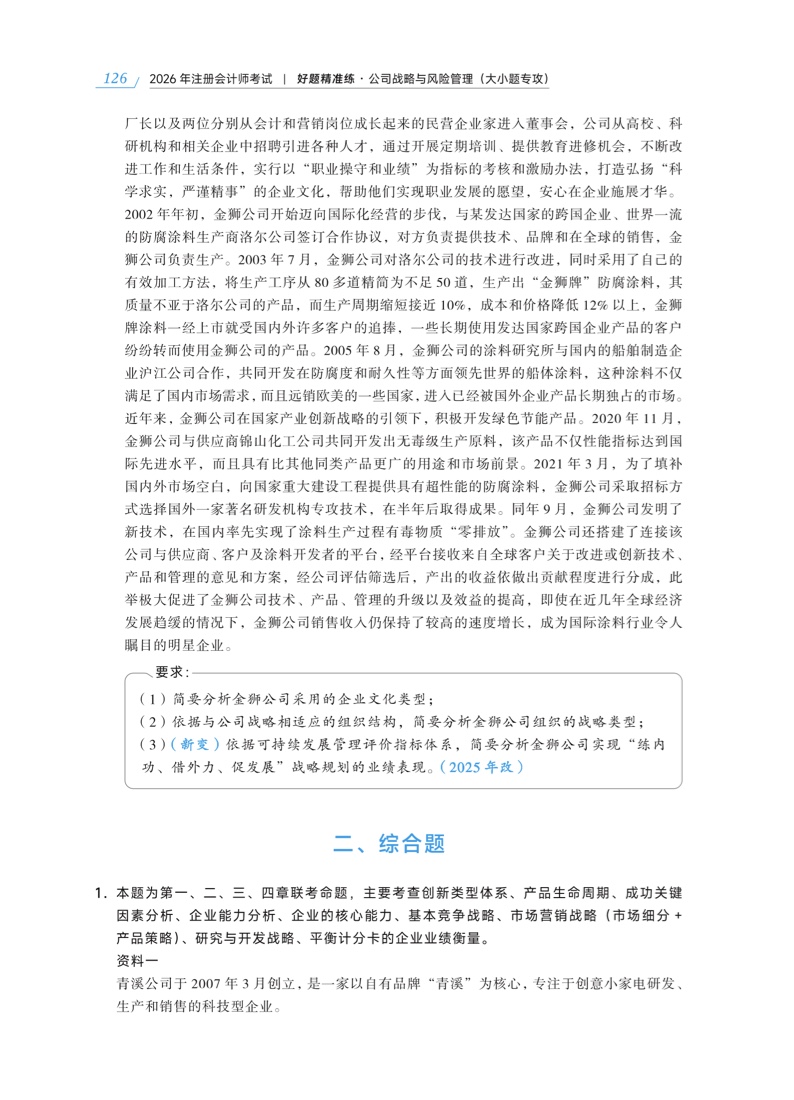 126 2026 年注册会计师考试 | 好题精准练·公司战略与风险管理（大小题专攻）
厂长以及两位分别从会计和营销岗位成长起来的民营企业家进入董事会，公司从高校、科
研机构和相关企业中招聘引进各种人才，通过开展定期培训、提供教育进修机会，不断改
进工作和生活条件，实行以“职业操守和业绩”为指标的考核和激励办法，打造弘扬“科
学求实，严谨精事”的企业文化，帮助他们实现职业发展的愿望，安心在企业施展才华。
2002 年年初，金狮公司开始迈向国际化经营的步伐，与某发达国家的跨国企业、世界一流
的防腐涂料生产商洛尔公司签订合作协议，对方负责提供技术、品牌和在全球的销售，金
狮公司负责生产。2003 年 7 月，金狮公司对洛尔公司的技术进行改进，同时采用了自己的
有效加工方法，将生产工序从 80 多道精简为不足 50 道，生产出“金狮牌”防腐涂料，其
质量不亚于洛尔公司的产品，而生产周期缩短接近 10%，成本和价格降低 12% 以上，金狮
牌涂料一经上市就受国内外许多客户的追捧，一些长期使用发达国家跨国企业产品的客户
纷纷转而使用金狮公司的产品。2005 年 8 月，金狮公司的涂料研究所与国内的船舶制造企
业沪江公司合作，共同开发在防腐度和耐久性等方面领先世界的船体涂料，这种涂料不仅
满足了国内市场需求，而且远销欧美的一些国家，进入已经被国外企业产品长期独占的市场。
近年来，金狮公司在国家产业创新战略的引领下，积极开发绿色节能产品。2020 年 11 月，
金狮公司与供应商锦山化工公司共同开发出无毒级生产原料，该产品不仅性能指标达到国
际先进水平，而且具有比其他同类产品更广的用途和市场前景。2021 年 3 月，为了填补
国内外市场空白，向国家重大建设工程提供具有超性能的防腐涂料，金狮公司采取招标方
式选择国外一家著名研发机构专攻技术，在半年后取得成果。同年 9 月，金狮公司发明了
新技术，在国内率先实现了涂料生产过程有毒物质“零排放”。金狮公司还搭建了连接该
公司与供应商、客户及涂料开发者的平台，经平台接收来自全球客户关于改进或创新技术、
产品和管理的意见和方案，经公司评估筛选后，产出的收益依做出贡献程度进行分成，此
举极大促进了金狮公司技术、产品、管理的升级以及效益的提高，即使在近几年全球经济
发展趋缓的情况下，金狮公司销售收入仍保持了较高的速度增长，成为国际涂料行业令人
瞩目的明星企业。
要求：
（1）简要分析金狮公司采用的企业文化类型；
（2）依据与公司战略相适应的组织结构，简要分析金狮公司组织的战略类型；
（3）（新变）依据可持续发展管理评价指标体系，简要分析金狮公司实现“练内
功、借外力、促发展”战略规划的业绩表现。（2025 年改）
二、综合题
1. 本题为第一、二、三、四章联考命题，主要考查创新类型体系、产品生命周期、成功关键
因素分析、企业能力分析、企业的核心能力、基本竞争战略、市场营销战略（市场细分 +
产品策略）、研究与开发战略、平衡计分卡的企业业绩衡量。
资料一
青溪公司于 2007 年 3 月创立，是一家以自有品牌“青溪”为核心，专注于创意小家电研发、
生产和销售的科技型企业。